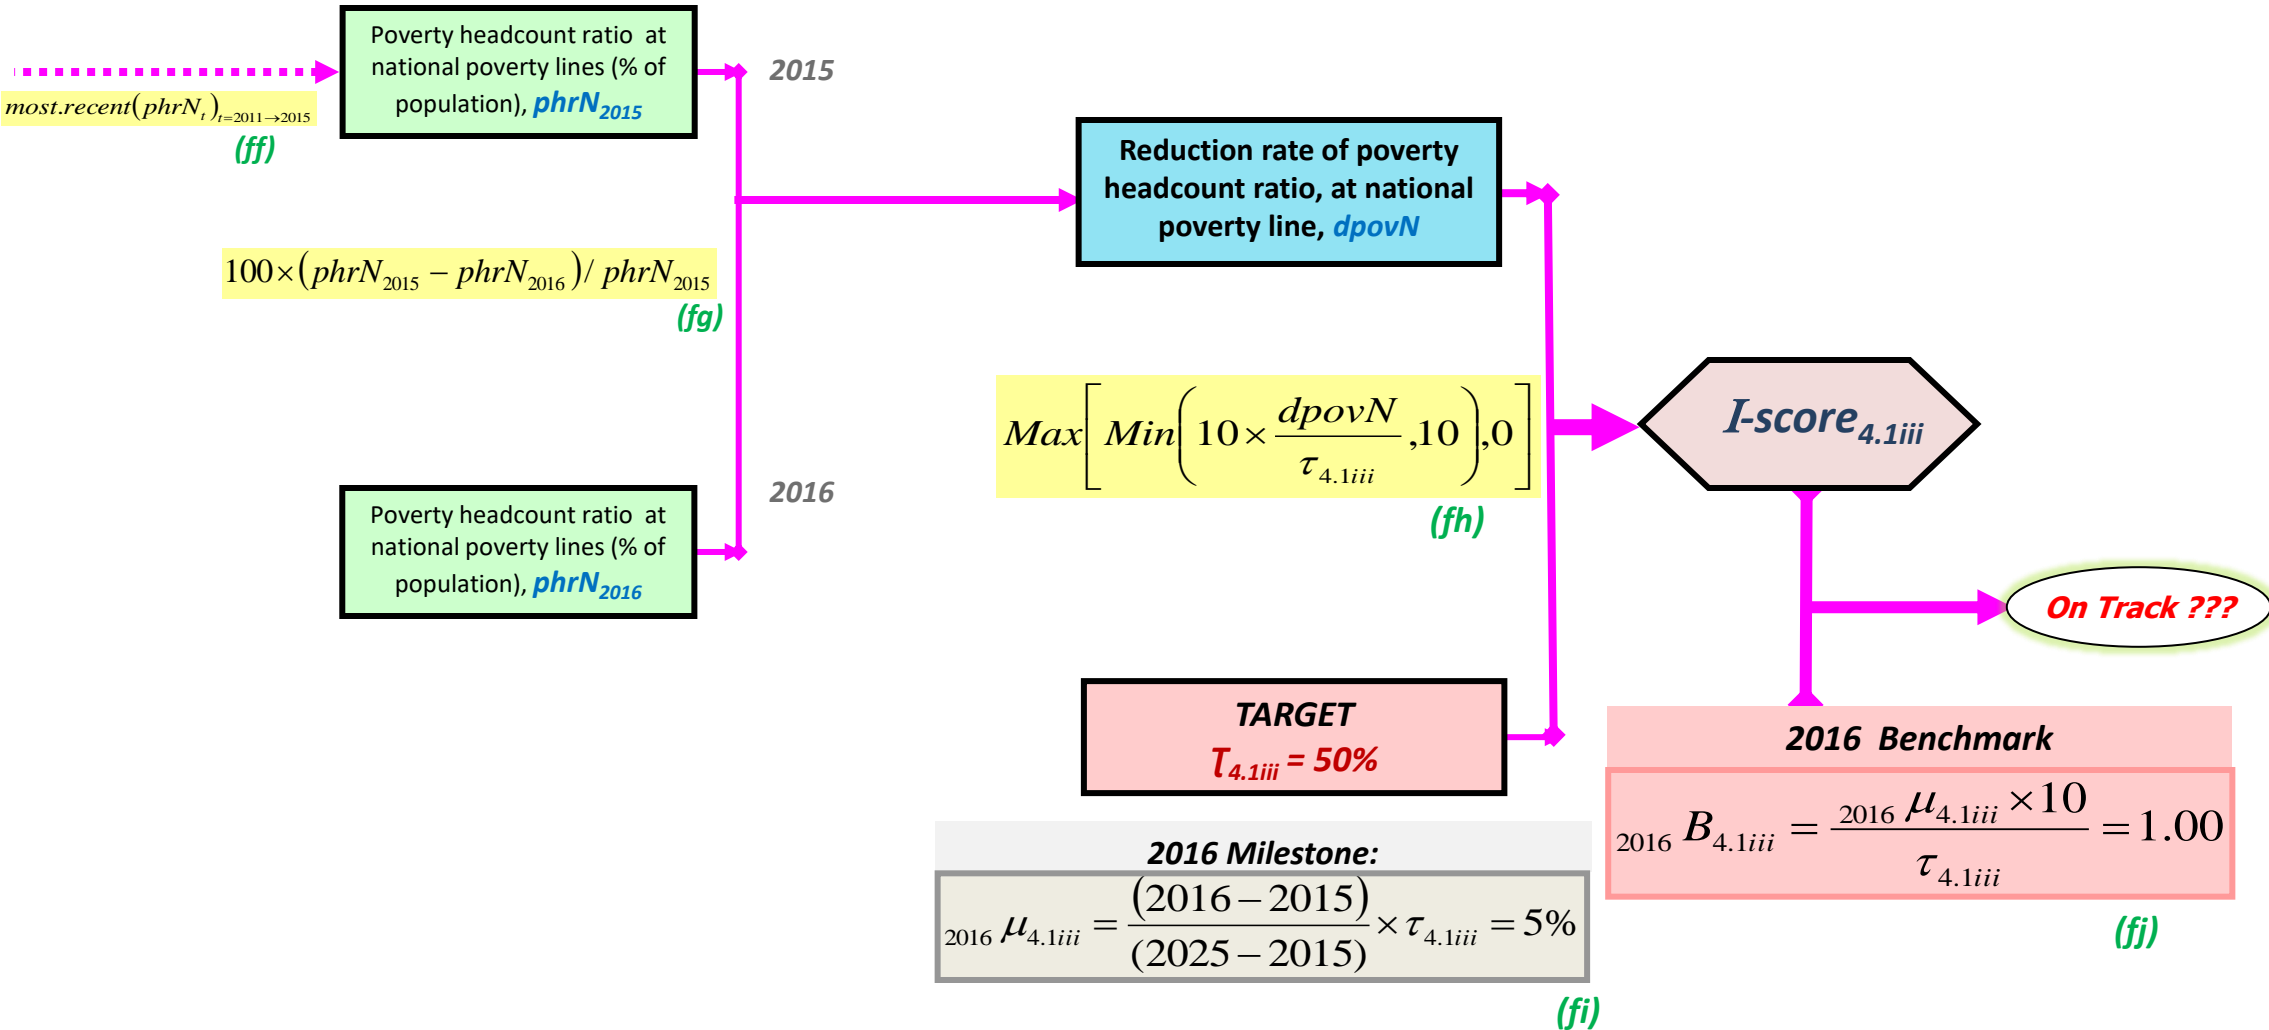 Poverty headcount ratio at
national poverty lines (% of
population), phrN2015
2015
most.recent(phrN_t)_{t=2011→2015}
(ff)
Reduction rate of poverty
headcount ratio, at national
poverty line, dpovN
100×(phrN2015 − phrN2016)/ phrN2015
(fg)
Max[Min(10×dpovN/τ4.1iii,10),0]
(fh)
I-score4.1iii
2016
Poverty headcount ratio at
national poverty lines (% of
population), phrN2016
On Track ???
TARGET
Ʈ4.1iii = 50%
2016 Benchmark
2016 B4.1iii = 2016 μ4.1iii ×10 / τ4.1iii = 1.00
(fj)
2016 Milestone:
2016 μ4.1iii = (2016−2015)/(2025−2015) × τ4.1iii = 5%
(fi)